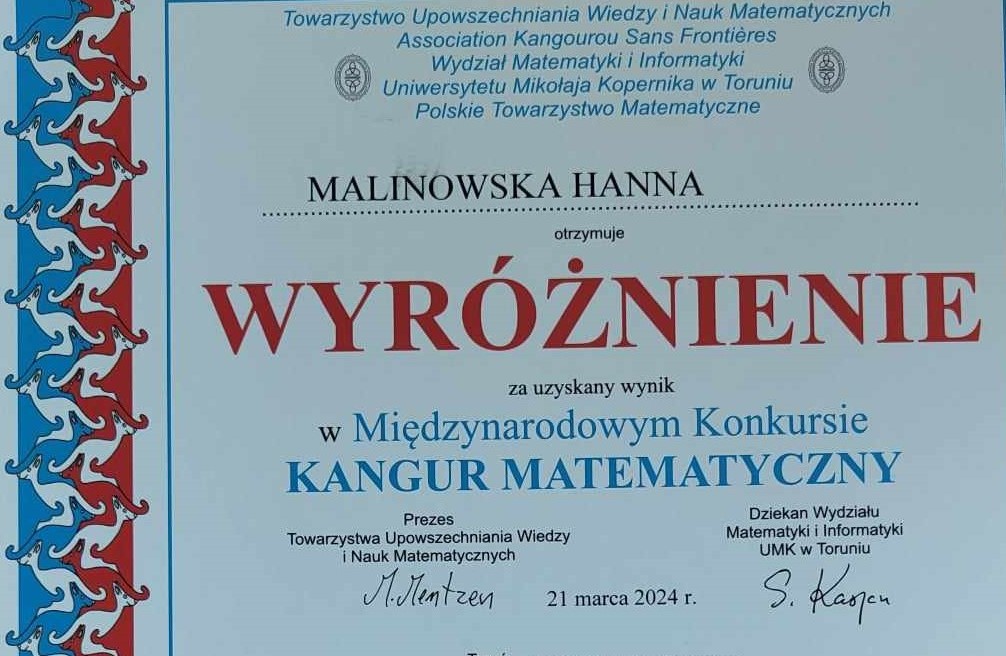 Towarzystwo Upowszechniania Wiedzy i Nauk Matematycznych
Association Kangourou Sans Frontières
Wydział Matematyki i Informatyki
Uniwersytetu Mikołaja Kopernika w Toruniu
Polskie Towarzystwo Matematyczne
MALINOWSKA HANNA
otrzymuje
WYRÓŻNIENIE
za uzyskany wynik
w Międzynarodowym Konkursie
KANGUR MATEMATYCZNY
Prezes
Towarzystwa Upowszechniania Wiedzy
i Nauk Matematycznych
Dziekan Wydziału
Matematyki i Informatyki
UMK w Toruniu
M. Mentzen
21 marca 2024 r.
S. Kasjan